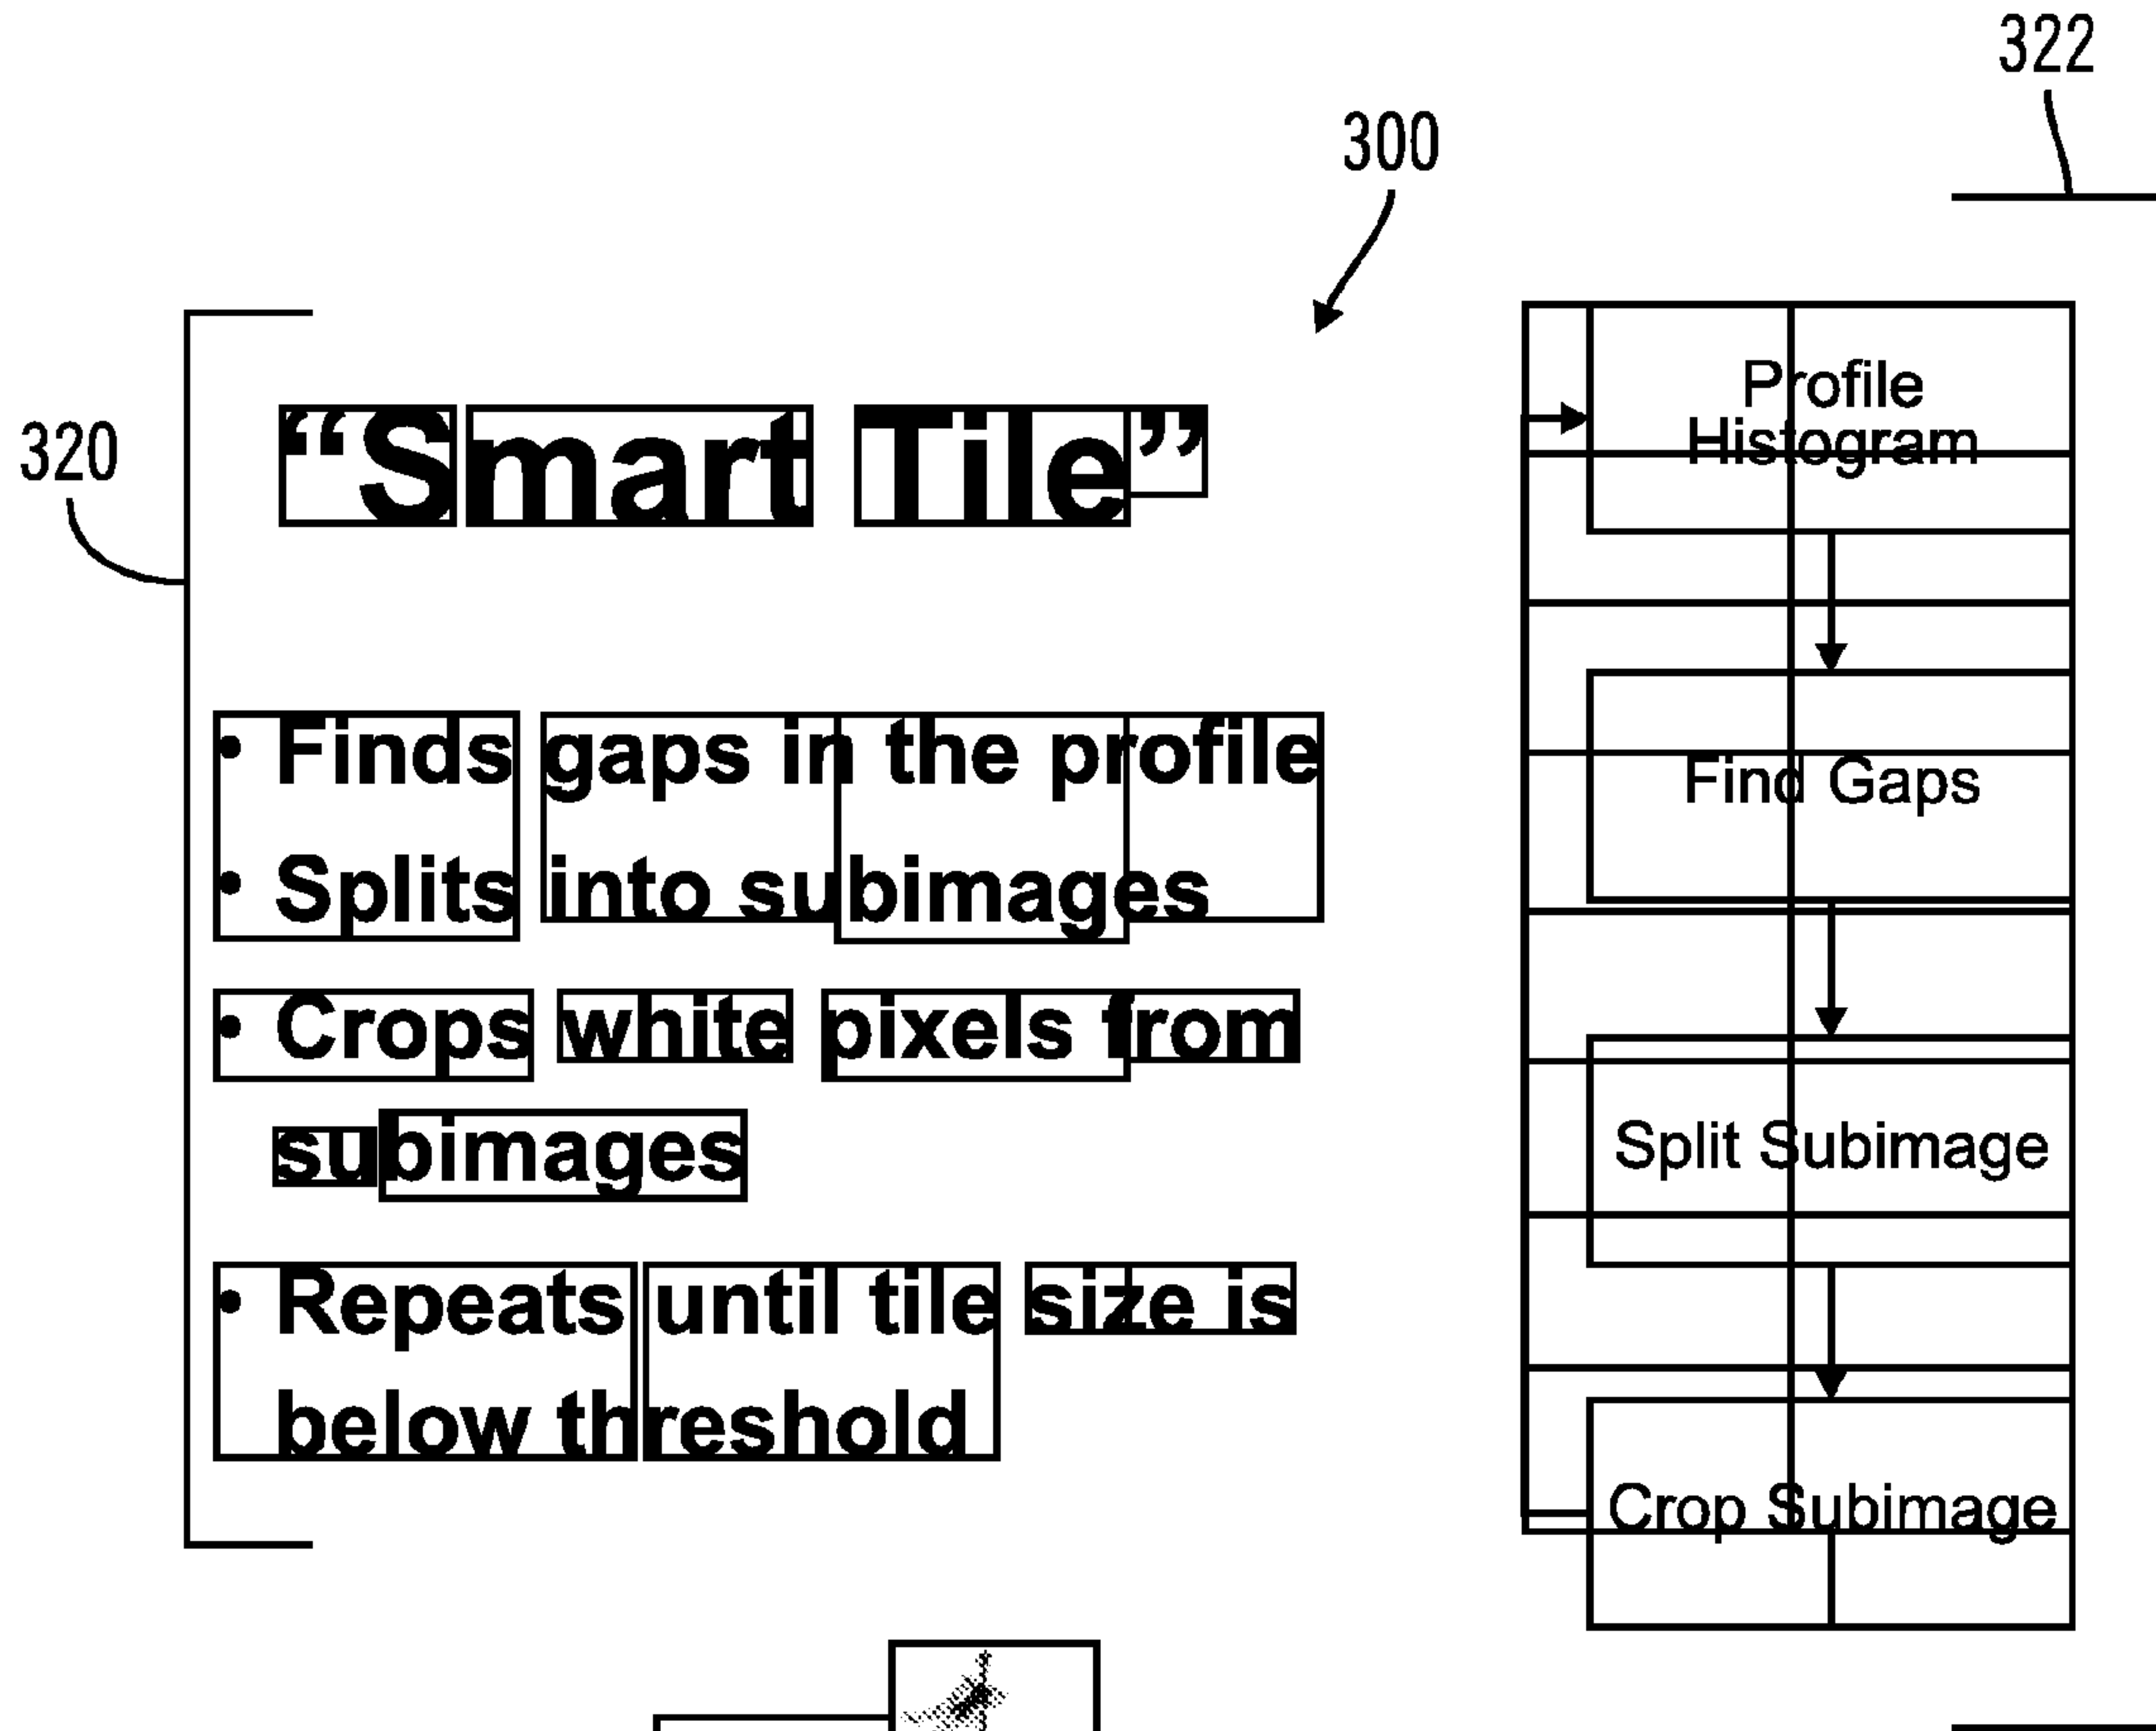 322
300
320
“Smart Tile”
• Finds gaps in the profile
• Splits into subimages
• Crops white pixels from
subimages
• Repeats until tile size is
below threshold
Profile
Histogram
Find Gaps
Split Subimage
Crop Subimage